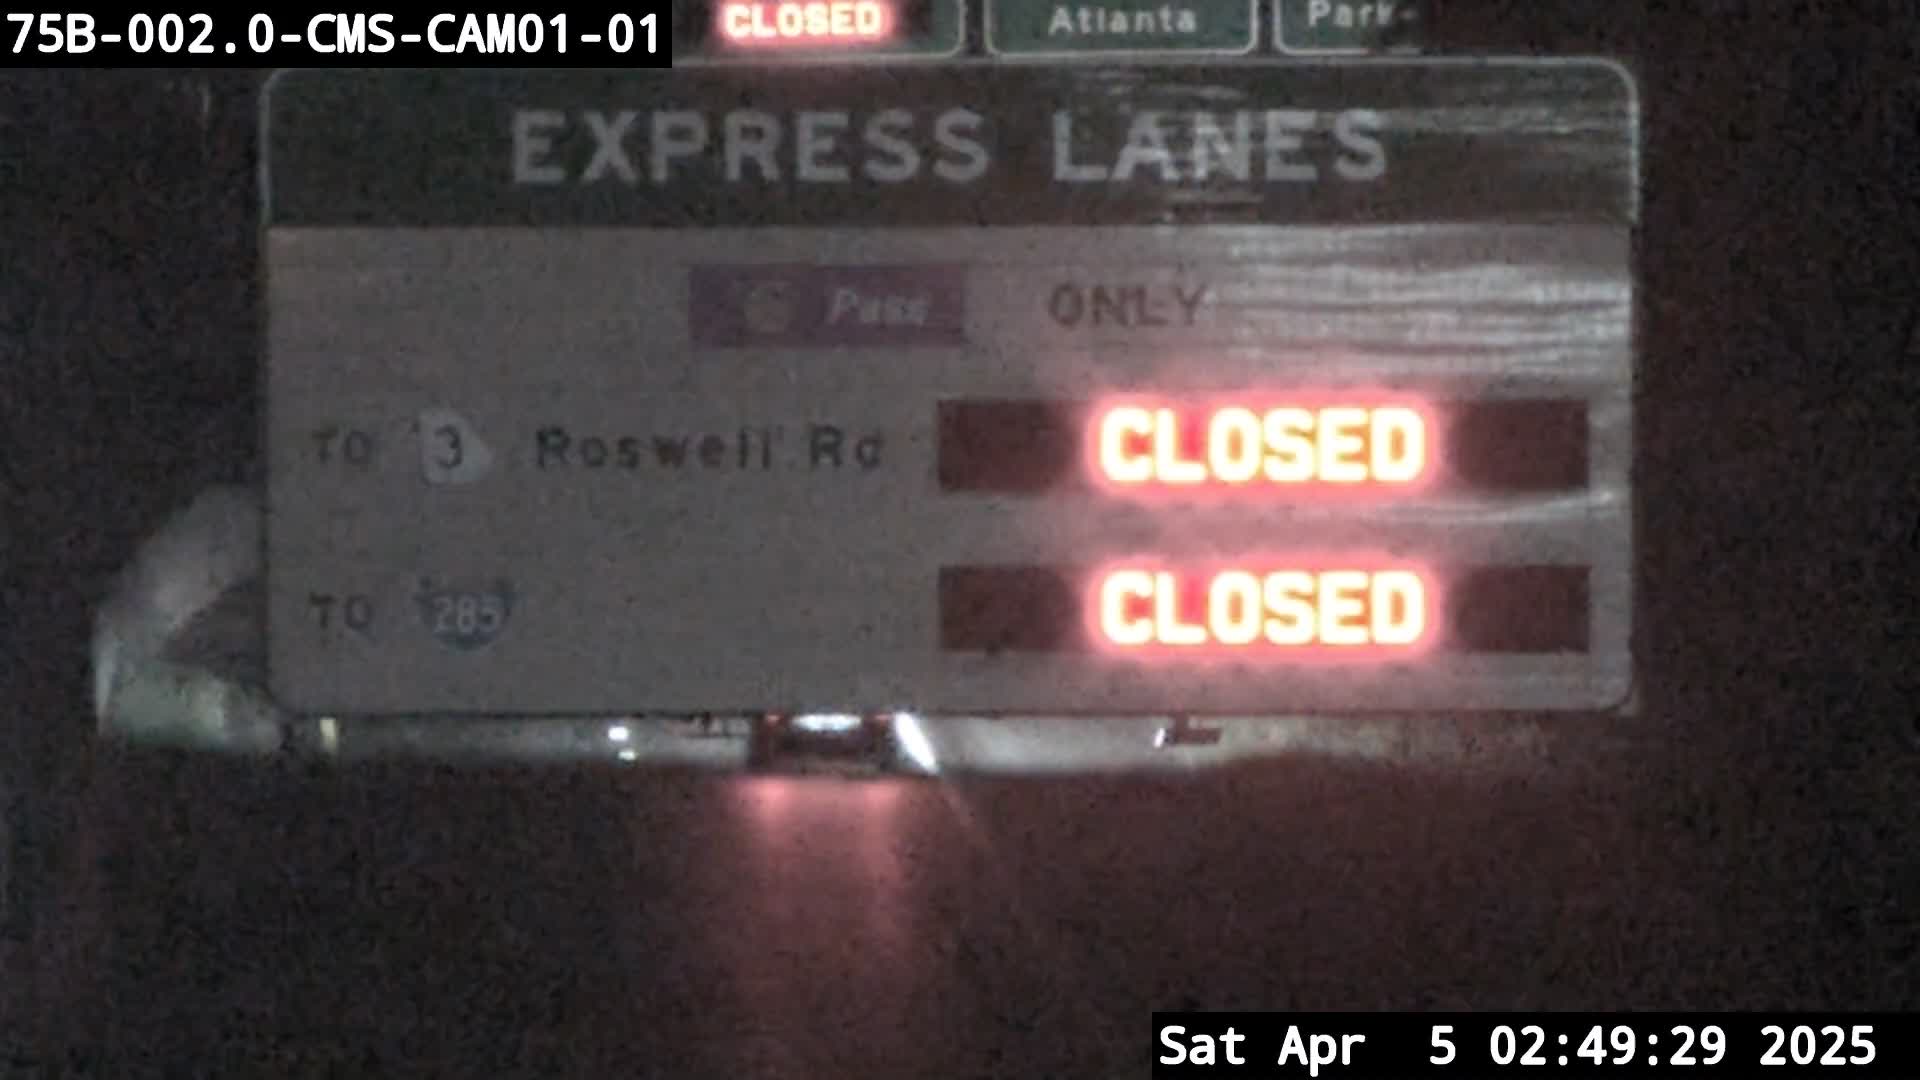 75B-002.0-CMS-CAM01-01
CLOSED
Atlanta
Park-
EXPRESS LANES
Pass ONLY
TO 3 Roswell Rd CLOSED
TO 285 CLOSED
Sat Apr 5 02:49:29 2025